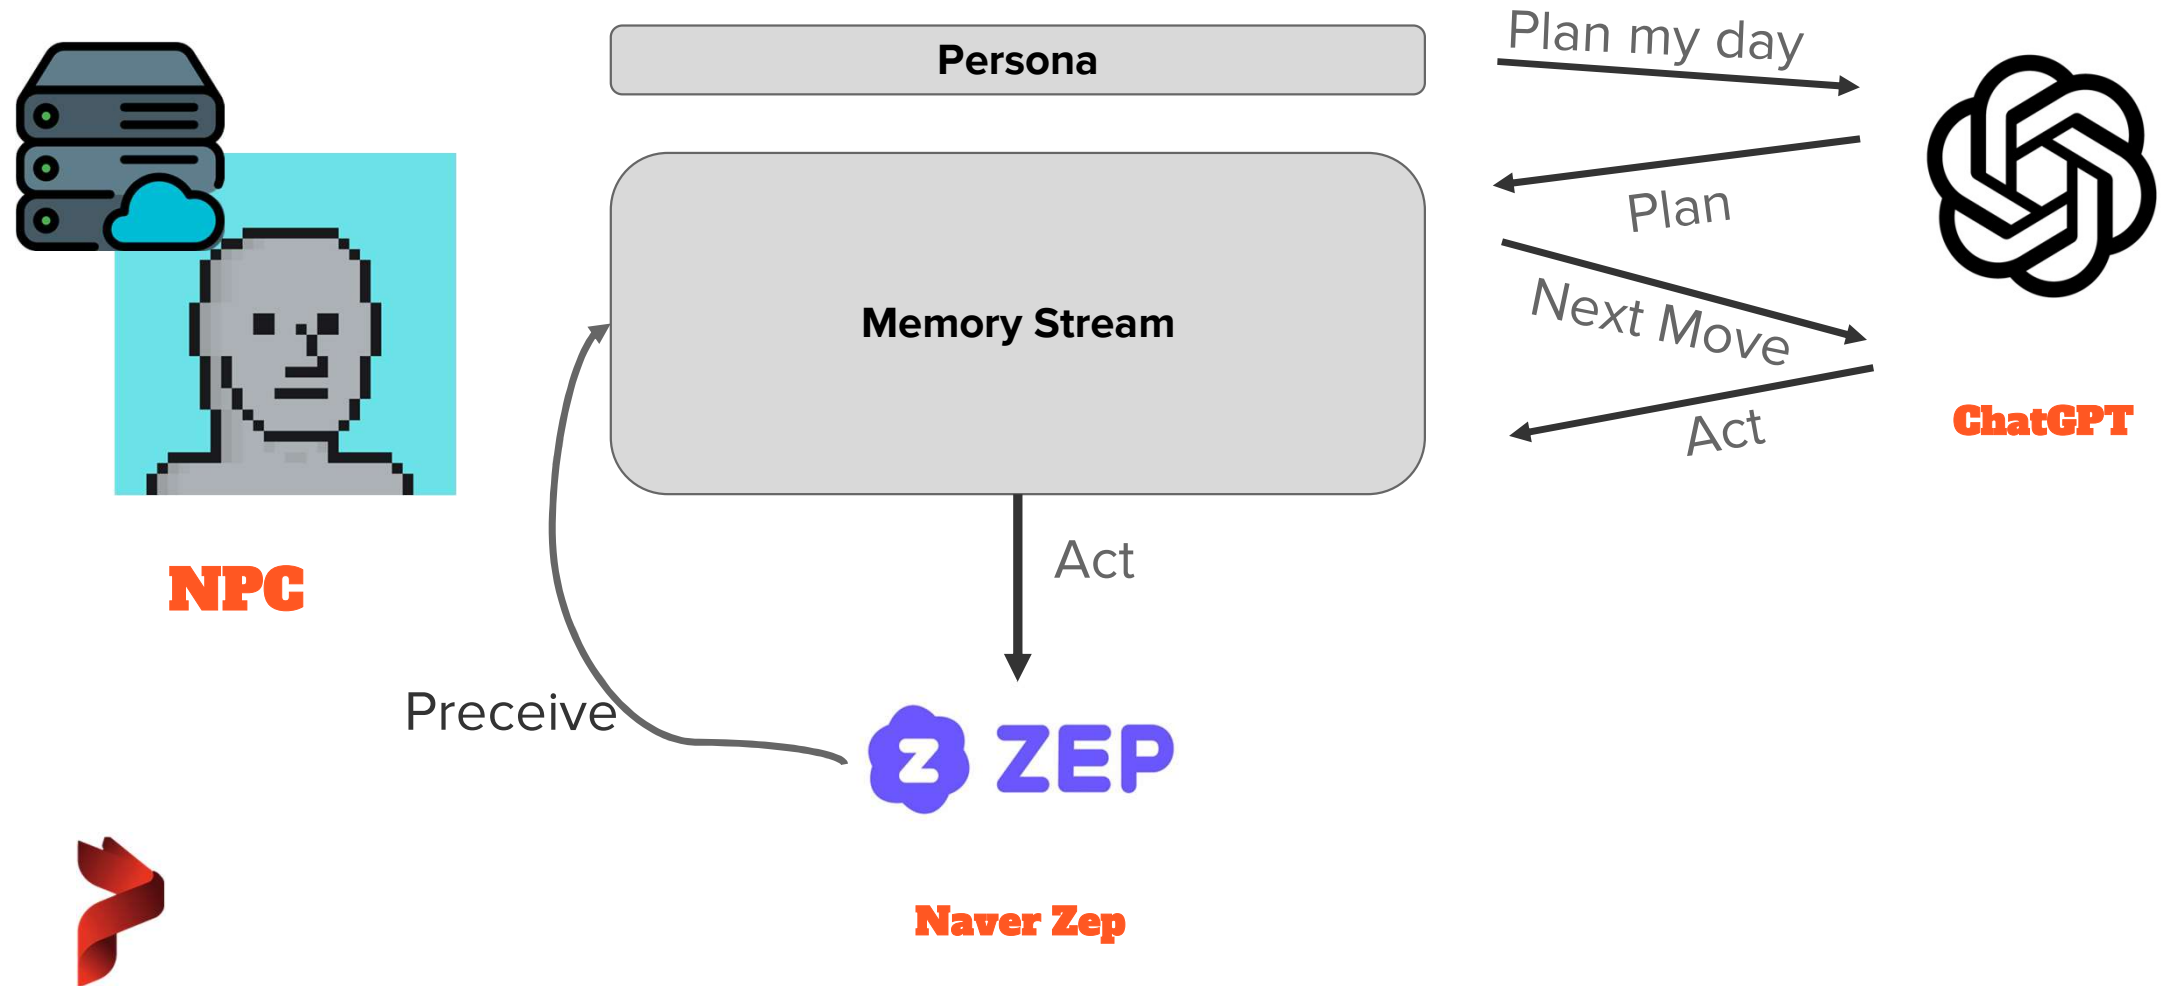 Persona
Plan my day
Plan
Memory Stream
Next Move
Act
ChatGPT
Act
NPC
Preceive
Z ZEP
Naver Zep